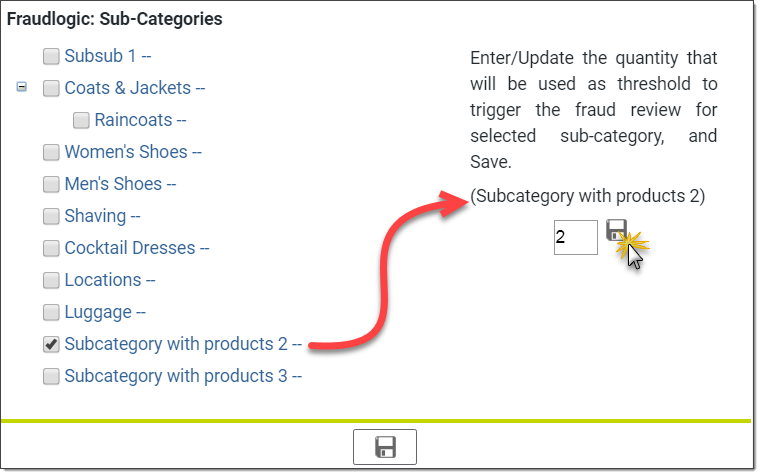 Fraudlogic: Sub-Categories
Subsub 1 --
Coats & Jackets --
Raincoats --
Women's Shoes --
Men's Shoes --
Shaving --
Cocktail Dresses --
Locations --
Luggage --
Subcategory with products 2 --
Subcategory with products 3 --
Enter/Update the quantity that
will be used as threshold to
trigger the fraud review for
selected sub-category, and
Save.
(Subcategory with products 2)
2